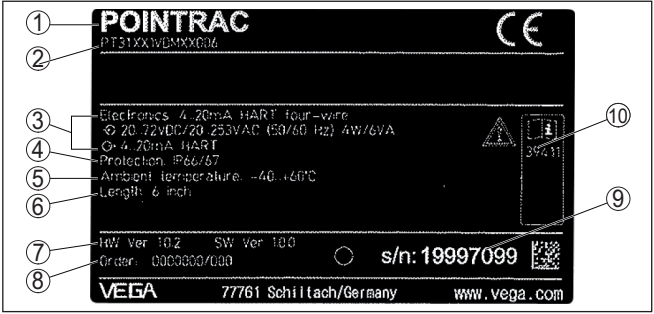 ① POINTRAC CE
② PT31XX1VDMXX006
③ Electronics 4..20mA HART four-wire
20..72VDC/20..253VAC (50/60 Hz) 4W/6VA
4..20mA HART
④ Protection: IP66/67
⑤ Ambient temperature: -40..+60°C
⑥ Length 6 inch
⑩ i
39411
⑦ HW Ver 1.0.2 SW Ver 1.0.0
⑧ Order: 0000000/000
⑨ s/n: 19997099
VEGA 77761 Schiltach/Germany www.vega.com